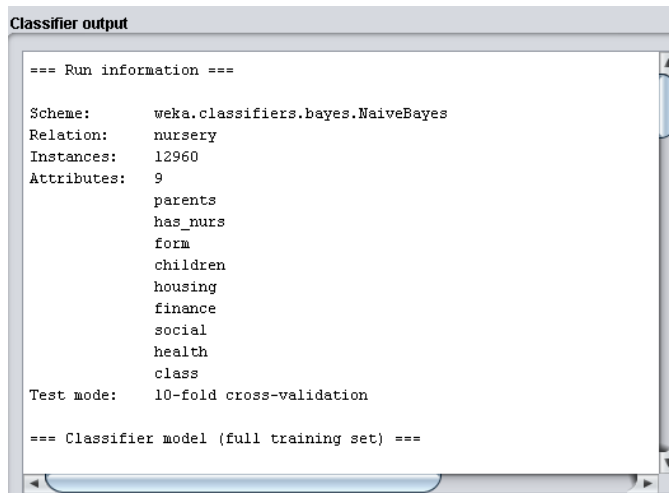 Classifier output
=== Run information ===
Scheme: weka.classifiers.bayes.NaiveBayes
Relation: nursery
Instances: 12960
Attributes: 9
parents
has_nurs
form
children
housing
finance
social
health
class
Test mode: 10-fold cross-validation
=== Classifier model (full training set) ===